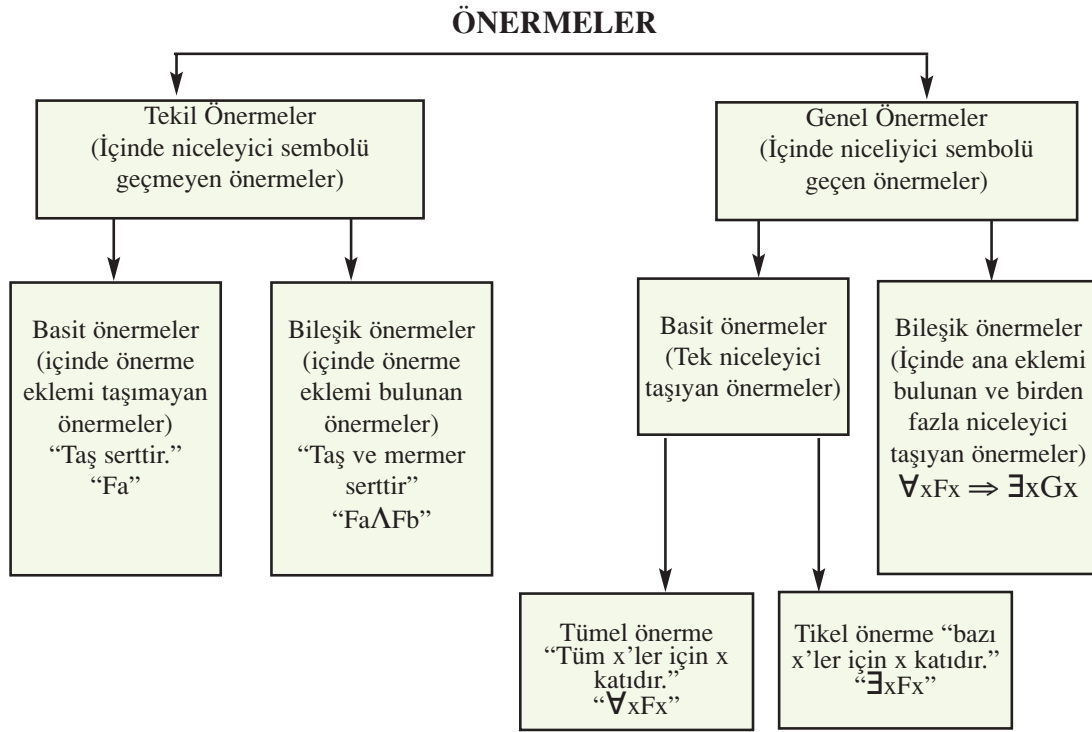 ÖNERMELER
Tekil Önermeler
(İçinde niceleyici sembolü
geçmeyen önermeler)
Genel Önermeler
(İçinde niceliyici sembolü
geçen önermeler)
Basit önermeler
(içinde önerme
eklemi taşımayan
önermeler)
“Taş serttir.”
“Fa”
Bileşik önermeler
(içinde önerme
eklemi bulunan
önermeler)
“Taş ve mermer
serttir”
“FaΛFb”
Basit önermeler
(Tek niceleyici
taşıyan önermeler)
Bileşik önermeler
(İçinde ana eklemi
bulunan ve birden
fazla niceleyici
taşıyan önermeler)
∀xFx ⇒ ∃xGx
Tümel önerme
“Tüm x’ler için x
katıdır.”
“∀xFx”
Tikel önerme “bazı
x’ler için x katıdır.”
“∃xFx”